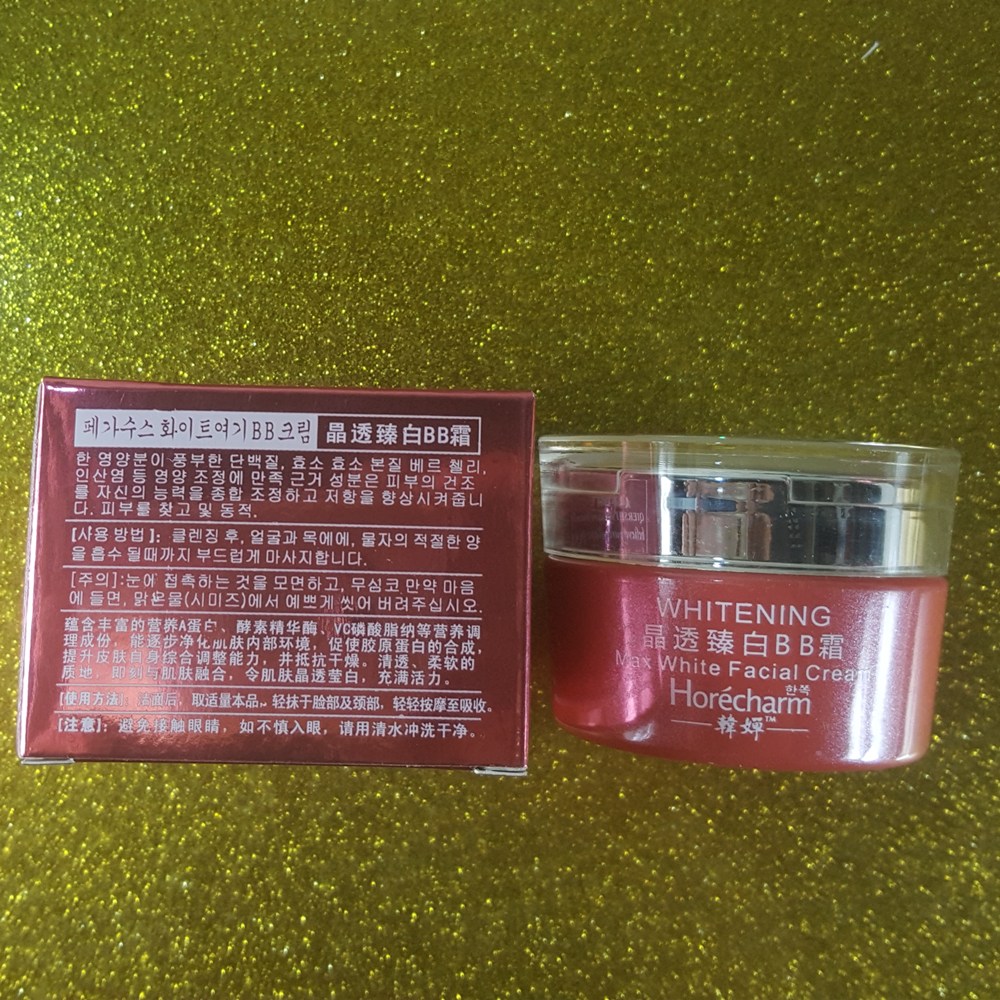 페가수스 화이트여기 BB 크림 晶透臻白BB霜
한 영양분이 풍부한 단백질, 효소 효소 본질 베르 첼리,
인산염 등 영양 조정에 만족 근거 성분은 피부의 건조
를 자신의 능력을 종합 조정하고 저항을 향상시켜줍니
다. 피부를 찾고 및 동적.
[사용 방법]: 클렌징 후, 얼굴과 목에에, 물자의 적절한 양
을 흡수 될때까지 부드럽게 마사지합니다.
[주의]:눈에 접촉하는 것을 모면하고, 무심코 만약 마음
에 들면, 맑은물(시미즈)에서 예쁘게 씻어 버려주십시오.
蕴含丰富的营养A蛋白、酵素精华酶、VC磷酸脂纳等营养调
理成份，能逐步净化肌肤内部环境，促使胶原蛋白的合成，
提升皮肤自身综合调整能力，并抵抗干燥。清透、柔软的
质地，即刻与肌肤融合，令肌肤晶透莹白，充满活力。
[使用方法]: 洁面后，取适量本品，轻抹于脸部及颈部，轻轻按摩至吸收。
[注意]: 避免接触眼睛，如不慎入眼，请用清水冲洗干净。
WHITENING
晶透臻白BB霜
Max White Facial Cream
Horécharm 한쪽
韓嬋™